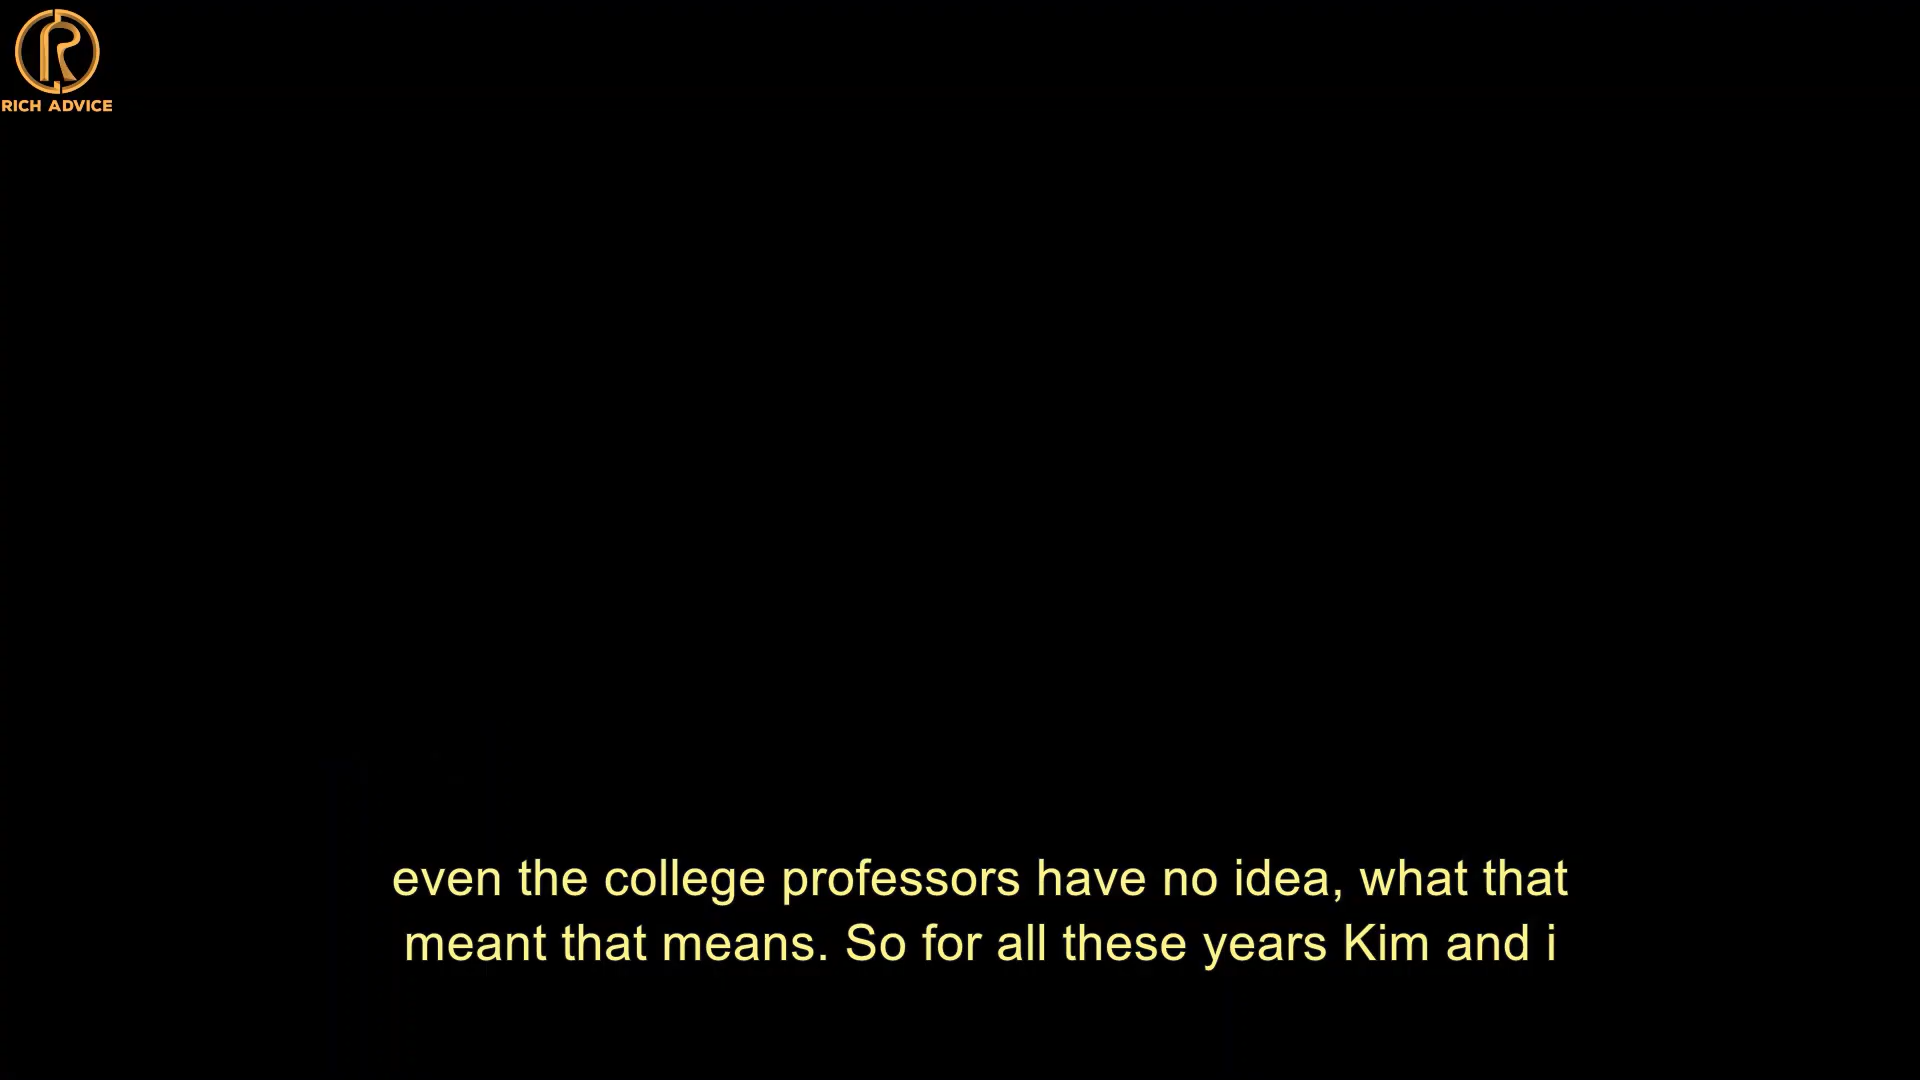 RICH ADVICE
even the college professors have no idea, what that
meant that means. So for all these years Kim and i